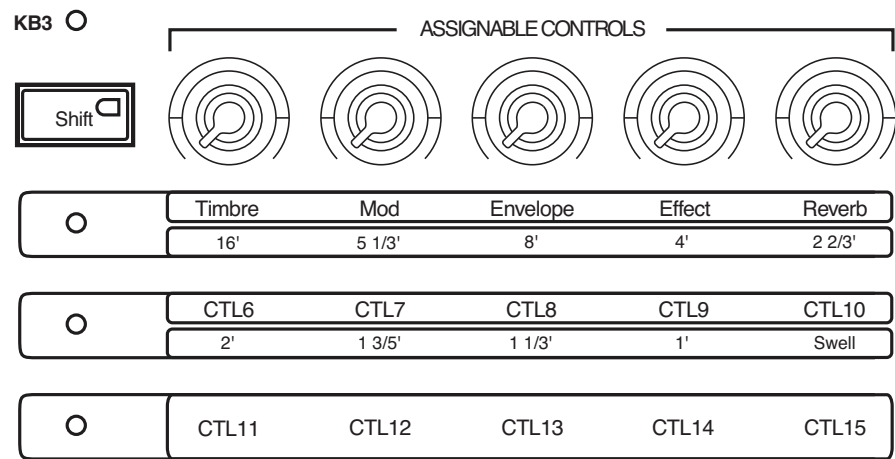 KB3
ASSIGNABLE CONTROLS
Shift
Timbre Mod Envelope Effect Reverb
16' 5 1/3' 8' 4' 2 2/3'
CTL6 CTL7 CTL8 CTL9 CTL10
2' 1 3/5' 1 1/3' 1' Swell
CTL11 CTL12 CTL13 CTL14 CTL15